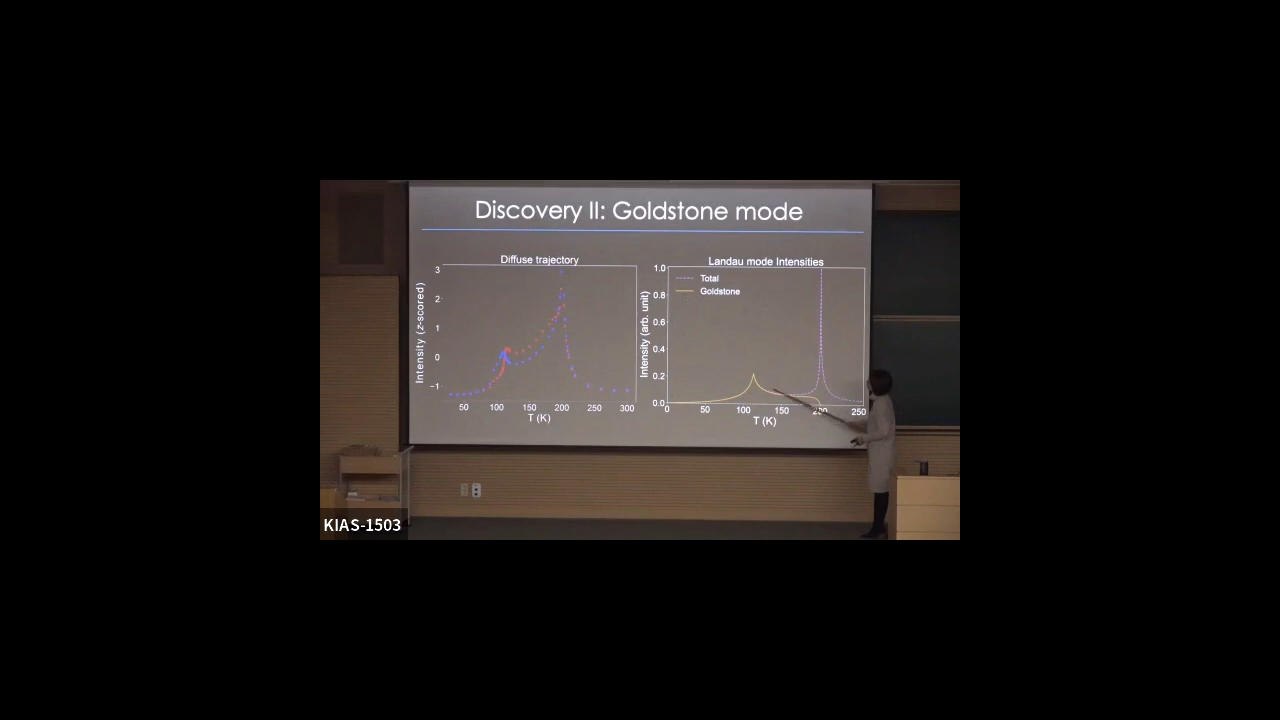 Discovery II: Goldstone mode
Diffuse trajectory
Intensity (z-scored)
3
2
1
0
−1
50 100 150 200 250 300
T (K)
Landau mode Intensities
Intensity (arb. unit)
1.0
0.8
0.6
0.4
0.2
0.0
Total
Goldstone
0 50 100 150 200 250
T (K)
KIAS-1503